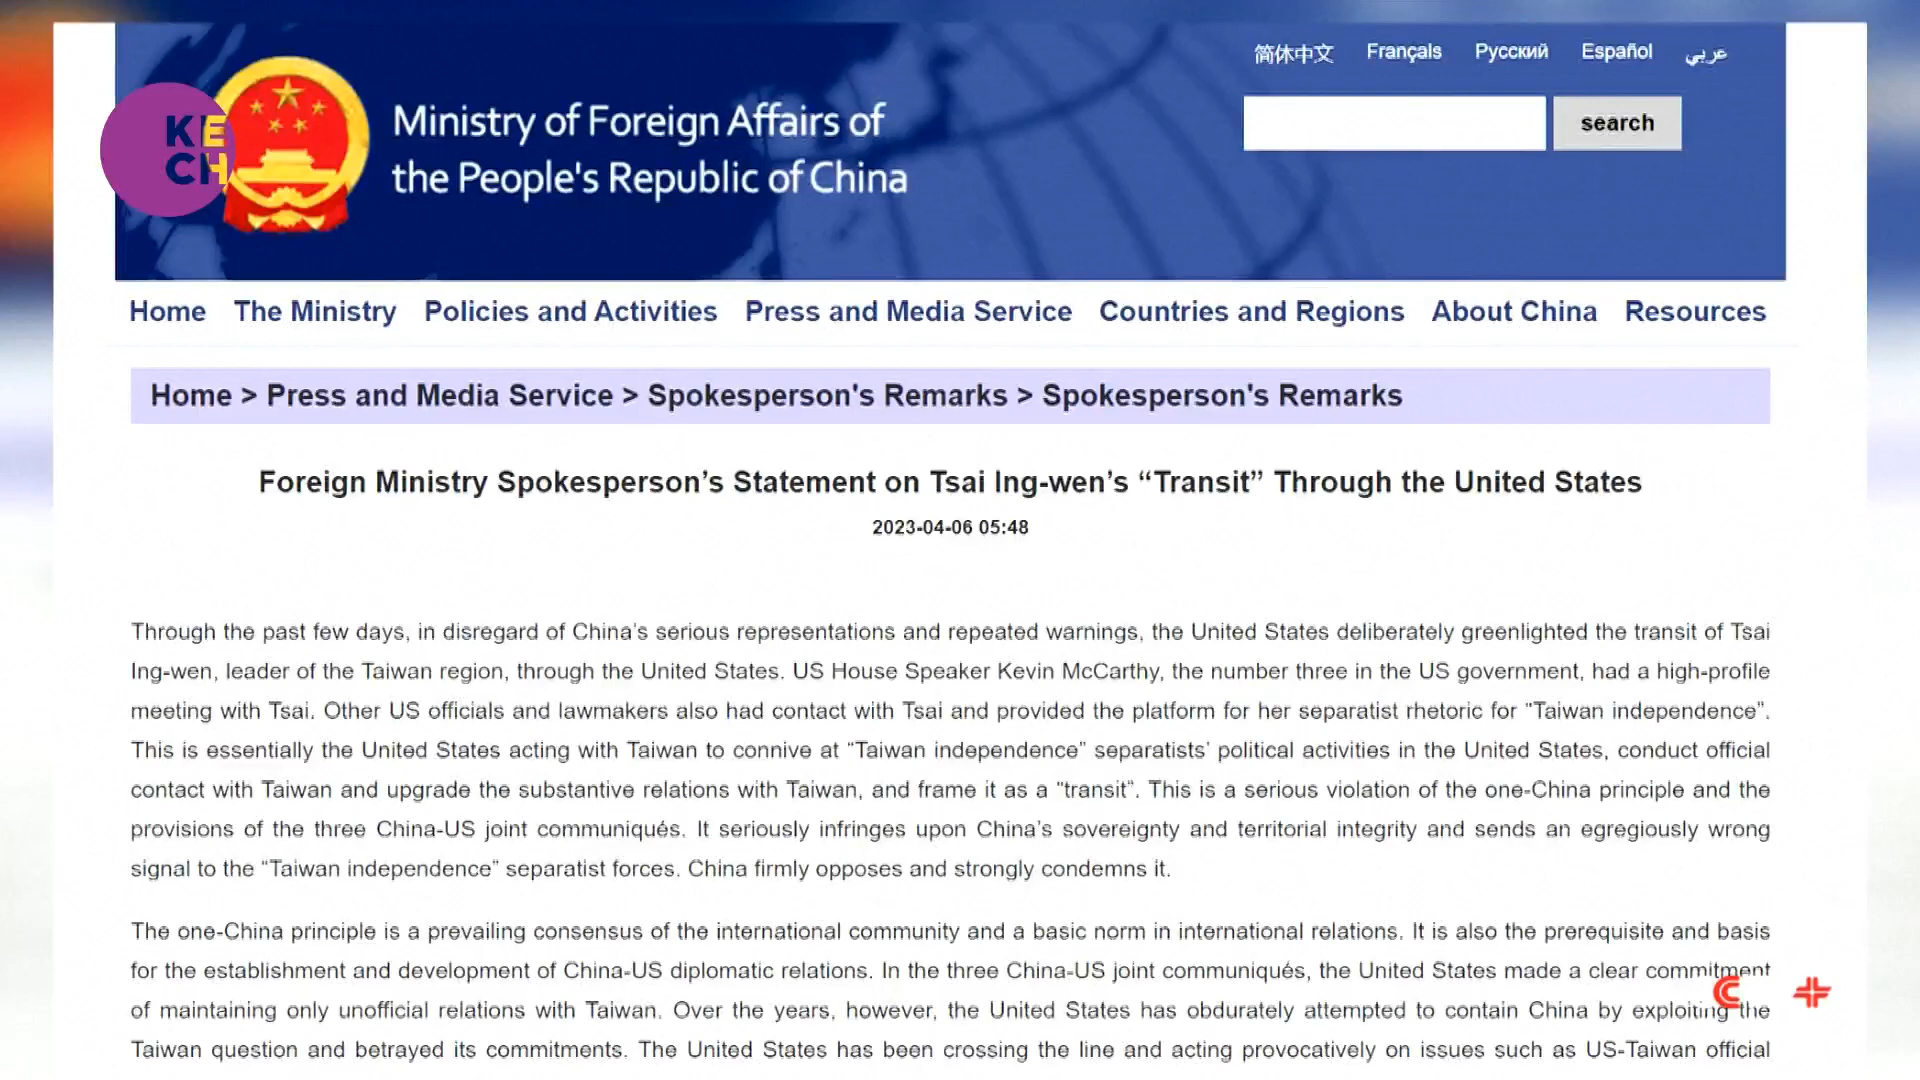 简体中文 Français Русский Español عربي
KE
CH
Ministry of Foreign Affairs of
the People's Republic of China
search
Home The Ministry Policies and Activities Press and Media Service Countries and Regions About China Resources
Home > Press and Media Service > Spokesperson's Remarks > Spokesperson's Remarks
Foreign Ministry Spokesperson’s Statement on Tsai Ing-wen’s “Transit” Through the United States
2023-04-06 05:48
Through the past few days, in disregard of China’s serious representations and repeated warnings, the United States deliberately greenlighted the transit of Tsai
Ing-wen, leader of the Taiwan region, through the United States. US House Speaker Kevin McCarthy, the number three in the US government, had a high-profile
meeting with Tsai. Other US officials and lawmakers also had contact with Tsai and provided the platform for her separatist rhetoric for “Taiwan independence”.
This is essentially the United States acting with Taiwan to connive at “Taiwan independence” separatists’ political activities in the United States, conduct official
contact with Taiwan and upgrade the substantive relations with Taiwan, and frame it as a “transit”. This is a serious violation of the one-China principle and the
provisions of the three China-US joint communiqués. It seriously infringes upon China’s sovereignty and territorial integrity and sends an egregiously wrong
signal to the “Taiwan independence” separatist forces. China firmly opposes and strongly condemns it.
The one-China principle is a prevailing consensus of the international community and a basic norm in international relations. It is also the prerequisite and basis
for the establishment and development of China-US diplomatic relations. In the three China-US joint communiqués, the United States made a clear commitment
of maintaining only unofficial relations with Taiwan. Over the years, however, the United States has obdurately attempted to contain China by exploiting the
Taiwan question and betrayed its commitments. The United States has been crossing the line and acting provocatively on issues such as US-Taiwan official